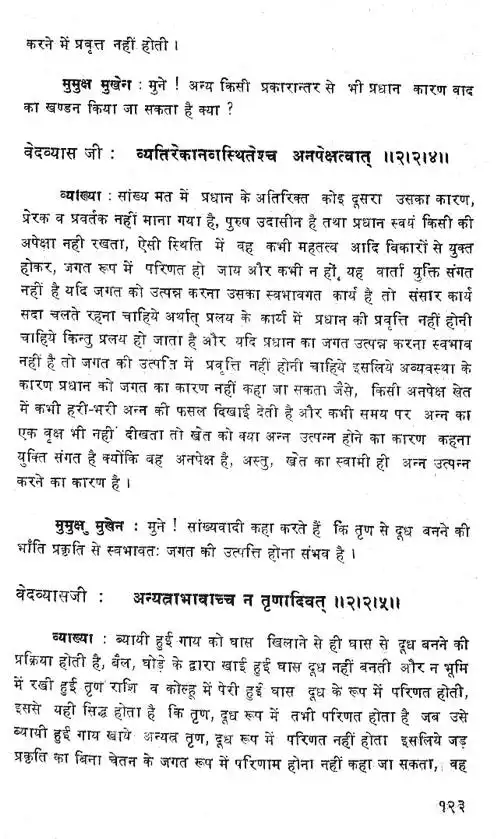 करने में प्रवृत्त नहीं होती ।
मुमुक्ष मुखेन : मुने ! अन्य किसी प्रकारान्तर से भी प्रधान कारण वाद
का खण्डन किया जा सकता है क्या ?
वेदव्यास जी : व्यतिरेकानवस्थितेश्च अनपेक्षत्वात् ॥२।२।४॥
व्याख्या : सांख्य मत में प्रधान के अतिरिक्त कोइ दूसरा उसका कारण,
प्रेरक व प्रवर्तक नहीं माना गया है, पुरुष उदासीन है तथा प्रधान स्वयं किसी की
अपेक्षा नही रखता, ऐसी स्थिति में वह कभी महतत्व आदि विकारों से युक्त
होकर, जगत रूप में परिणत हो जाय और कभी न हों, यह वार्ता युक्ति संगत
नहीं है यदि जगत को उत्पन्न करना उसका स्वभावगत कार्य है तो संसार कार्य
सदा चलते रहना चाहिये अर्थात् प्रलय के कार्य में प्रधान की प्रवृत्ति नहीं होनी
चाहिये किन्तु प्रलय हो जाता है और यदि प्रधान का जगत उत्पन्न करना स्वभाव
नहीं है तो जगत की उत्पत्ति में प्रवृत्ति नहीं होनी चाहिये इसलिये अव्यवस्था के
कारण प्रधान को जगत का कारण नहीं कहा जा सकता जैसे, किसी अनपेक्ष खेत
में कभी हरी-भरी अन्न की फसल दिखाई देती है और कभी समय पर अन्न का
एक वृक्ष भी नहीं दीखता तो खेत को क्या अन्न उत्पन्न होने का कारण कहना
युक्ति संगत है क्योंकि वह अनपेक्ष है, अस्तु, खेत का स्वामी ही अन्न उत्पन्न
करने का कारण है ।
मुमुक्षु मुखेन : मुने ! सांख्यवादी कहा करते हैं कि तृण से दूध बनने की
भाँति प्रकृति से स्वभावतः जगत की उत्पत्ति होना संभव है ।
वेदव्यासजी : अन्यत्राभावाच्च न तृणादिवत् ॥२।२।५॥
व्याख्या : ब्यायी हुई गाय को घास खिलाने से ही घास से दूध बनने की
प्रक्रिया होती है, बैल, घोड़े के द्वारा खाई हुई घास दूध नहीं बनती और न भूमि
में रखी हुई तृण राशि व कोल्हू में पेरी हुई घास दूध के रूप में परिणत होती,
इससे यही सिद्ध होता है कि तृण, दूध रूप में तभी परिणत होता है जब उसे
ब्यायी हुई गाय खाये अन्यत्र तृण, दूध रूप में परिणत नहीं होता इसलिये जड़
प्रकृति का बिना चेतन के जगत रूप में परिणाम होना नहीं कहा जा सकता, वह
१२३